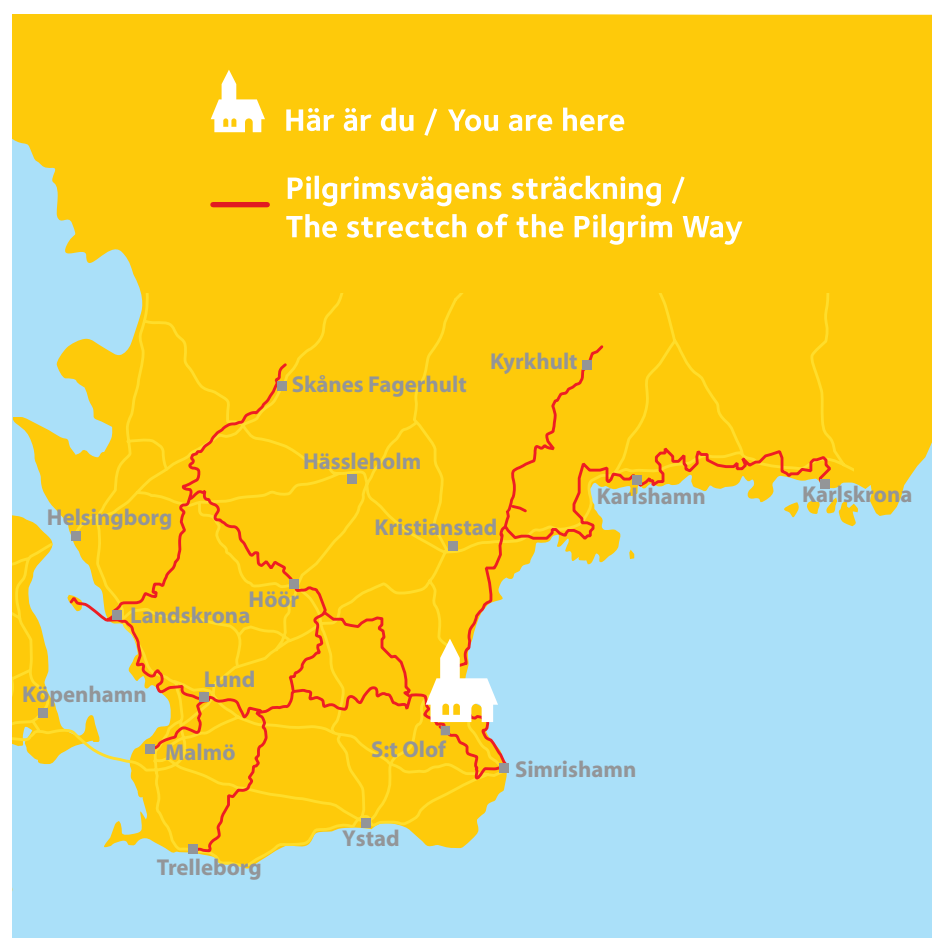 Här är du / You are here
Pilgrimsvägens sträckning /
The strectch of the Pilgrim Way
Kyrkhult
Skånes Fagerhult
Hässleholm
Karlshamn
Karlskrona
Helsingborg
Kristianstad
Höör
Landskrona
Lund
Köpenhamn
Malmö
S:t Olof
Simrishamn
Ystad
Trelleborg